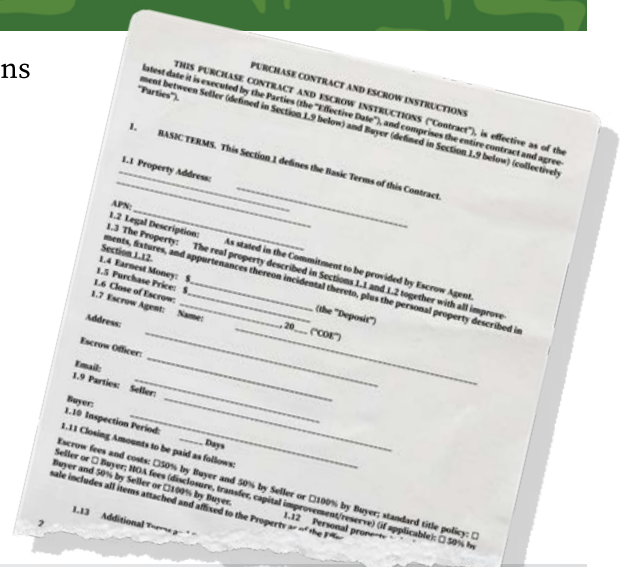 ns
PURCHASE CONTRACT AND ESCROW INSTRUCTIONS
THIS PURCHASE CONTRACT AND ESCROW INSTRUCTIONS ("Contract"), is effective as of the
latest date it is executed by the Parties (the "Effective Date"), and comprises the entire contract and agree-
ment between Seller (defined in Section 1.9 below) and Buyer (defined in Section 1.9 below) (collectively
"Parties").
1. BASIC TERMS. This Section 1 defines the Basic Terms of this Contract.
1.1 Property Address:
APN:
1.2 Legal Description: As stated in the Commitment to be provided by Escrow Agent.
1.3 The Property: The real property described in Sections 1.1 and 1.2 together with all improve-
ments, fixtures, and appurtenances thereon incidental thereto, plus the personal property described in
Section 1.12.
1.4 Earnest Money: $ (the "Deposit")
1.5 Purchase Price: $
1.6 Close of Escrow: , 20__ ("COE")
1.7 Escrow Agent: Name:
Address:
Escrow Officer:
Email:
1.9 Parties: Seller:
Buyer:
1.10 Inspection Period: Days
1.11 Closing Amounts to be paid as follows:
Escrow fees and costs: ☐50% by Buyer and 50% by Seller or ☐100% by Buyer; standard title policy: ☐
Seller or ☐ Buyer; HOA fees (disclosure, transfer, capital improvement/reserve) (if applicable): ☐ 50% by
Buyer and 50% by Seller or ☐100% by Buyer. 1.12 Personal
sale includes all items attached and affixed to the Property
1.13 Additional
2